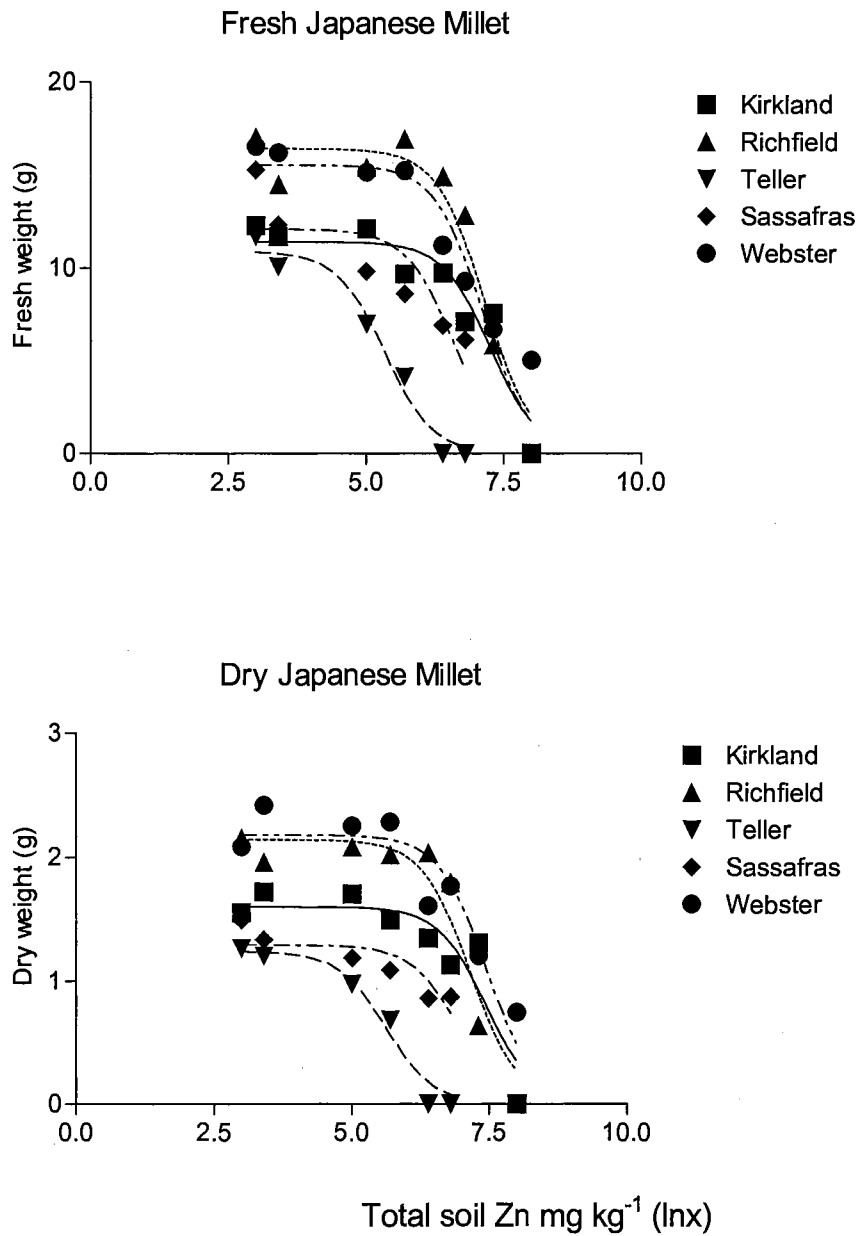 Fresh Japanese Millet
20
10
0
Fresh weight (g)
0.0 2.5 5.0 7.5 10.0
Kirkland
Richfield
Teller
Sassafras
Webster
Dry Japanese Millet
3
2
1
0
Dry weight (g)
0.0 2.5 5.0 7.5 10.0
Kirkland
Richfield
Teller
Sassafras
Webster
Total soil Zn mg kg⁻¹ (lnx)